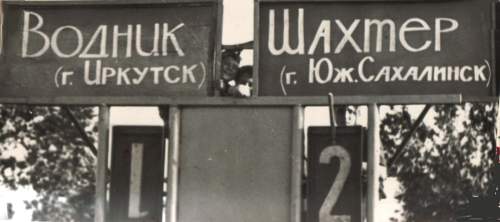 Водник
(г. Иркутск)
Шахтер
(г. Юж. Сахалинск)
1
2